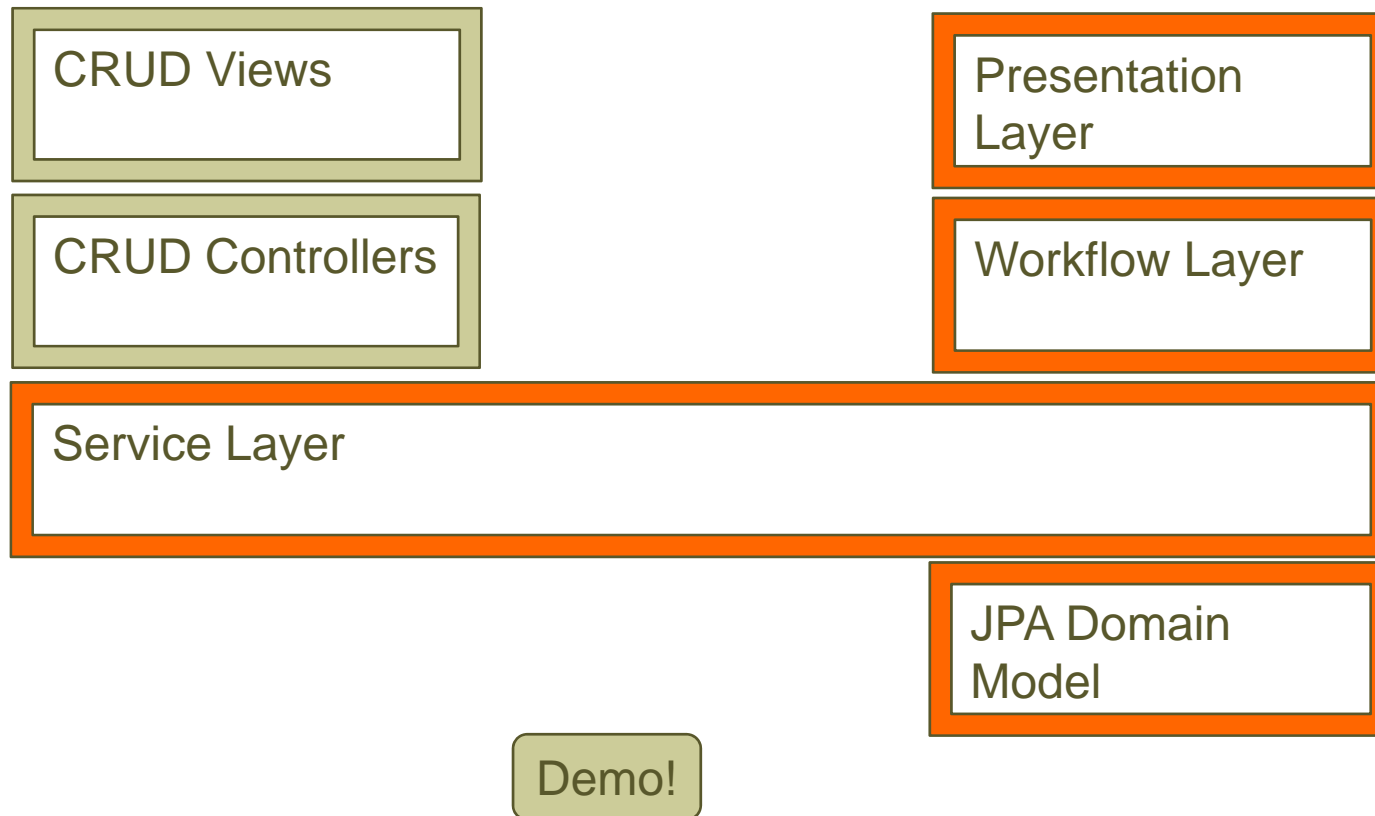 CRUD Views
Presentation
Layer
CRUD Controllers
Workflow Layer
Service Layer
JPA Domain
Model
Demo!